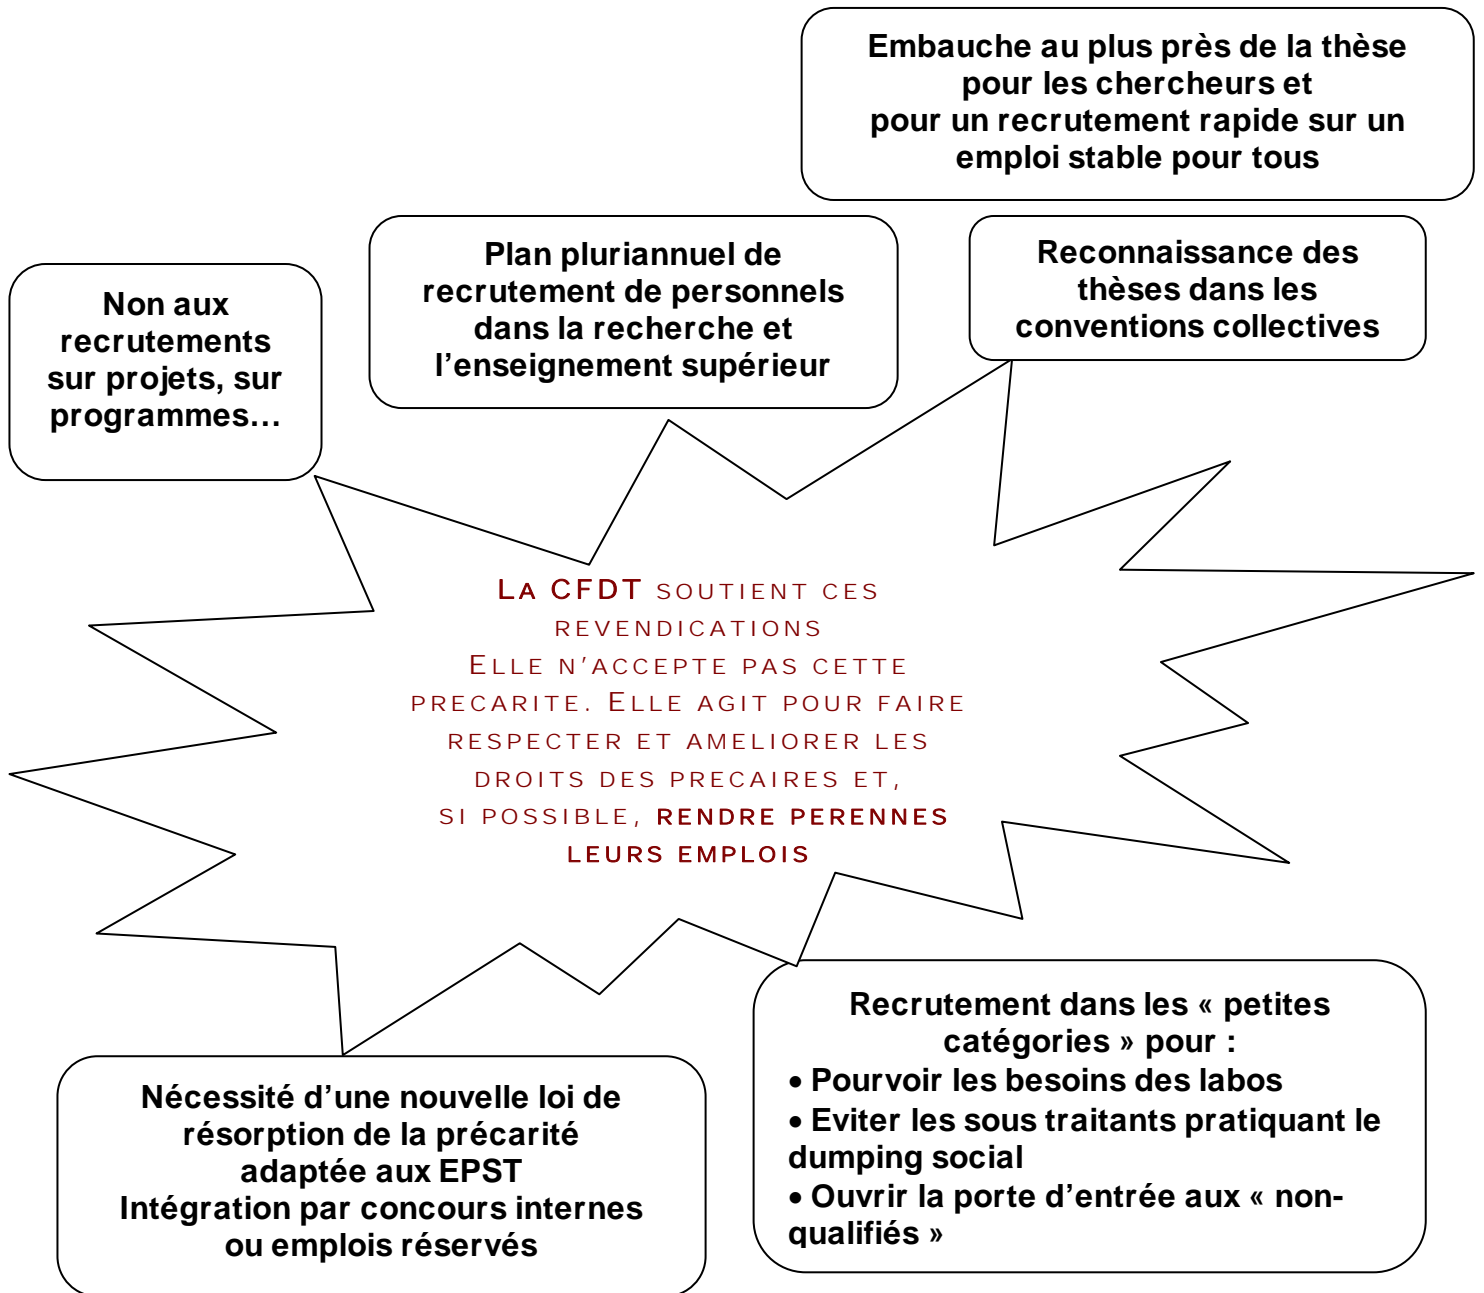 Embauche au plus près de la thèse
pour les chercheurs et
pour un recrutement rapide sur un
emploi stable pour tous
Non aux
recrutements
sur projets, sur
programmes…
Plan pluriannuel de
recrutement de personnels
dans la recherche et
l’enseignement supérieur
Reconnaissance des
thèses dans les
conventions collectives
LA CFDT SOUTIENT CES
REVENDICATIONS
ELLE N’ACCEPTE PAS CETTE
PRECARITE. ELLE AGIT POUR FAIRE
RESPECTER ET AMELIORER LES
DROITS DES PRECAIRES ET,
SI POSSIBLE, RENDRE PERENNES
LEURS EMPLOIS
Nécessité d’une nouvelle loi de
résorption de la précarité
adaptée aux EPST
Intégration par concours internes
ou emplois réservés
Recrutement dans les « petites
catégories » pour :
• Pourvoir les besoins des labos
• Eviter les sous traitants pratiquant le
dumping social
• Ouvrir la porte d’entrée aux « non-
qualifiés »